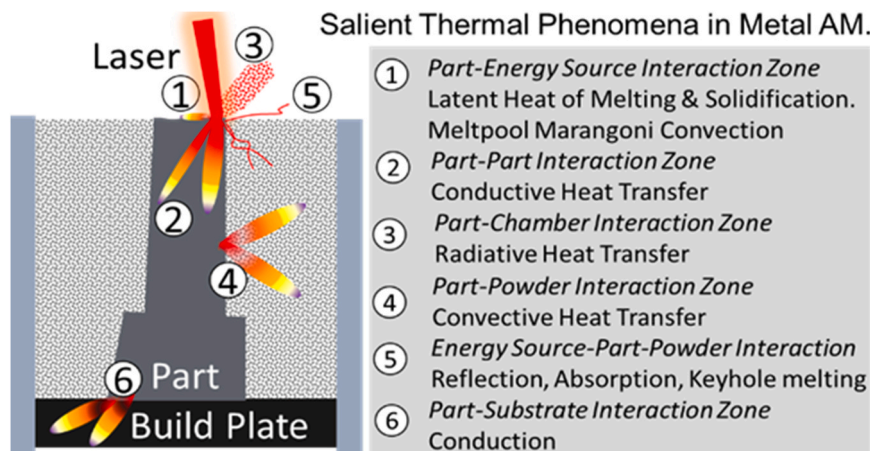 Salient Thermal Phenomena in Metal AM.
Laser
3
1
5
2
4
6
Part
Build Plate
1 Part-Energy Source Interaction Zone
Latent Heat of Melting & Solidification.
Meltpool Marangoni Convection
2 Part-Part Interaction Zone
Conductive Heat Transfer
3 Part-Chamber Interaction Zone
Radiative Heat Transfer
4 Part-Powder Interaction Zone
Convective Heat Transfer
5 Energy Source-Part-Powder Interaction
Reflection, Absorption, Keyhole melting
6 Part-Substrate Interaction Zone
Conduction